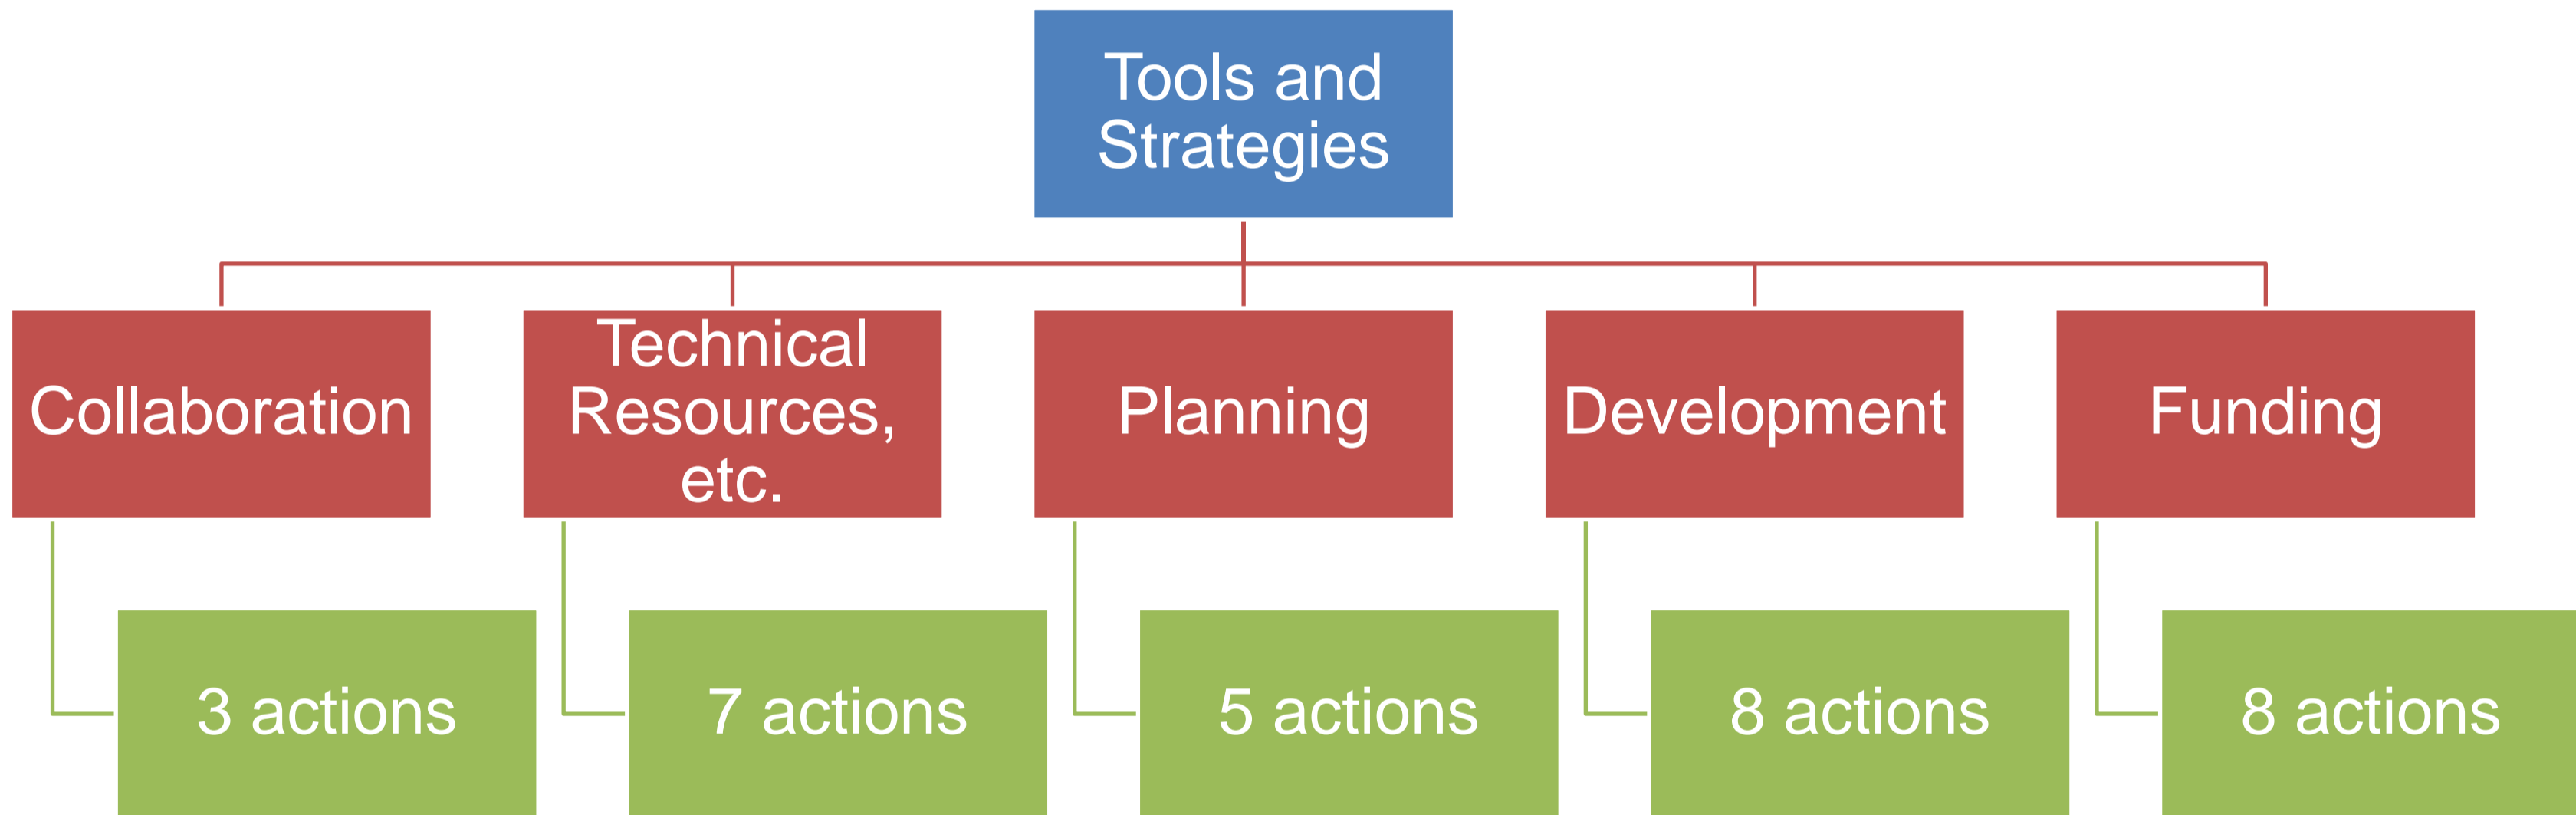 Tools and
Strategies
Collaboration
Technical
Resources,
etc.
Planning
Development
Funding
3 actions
7 actions
5 actions
8 actions
8 actions